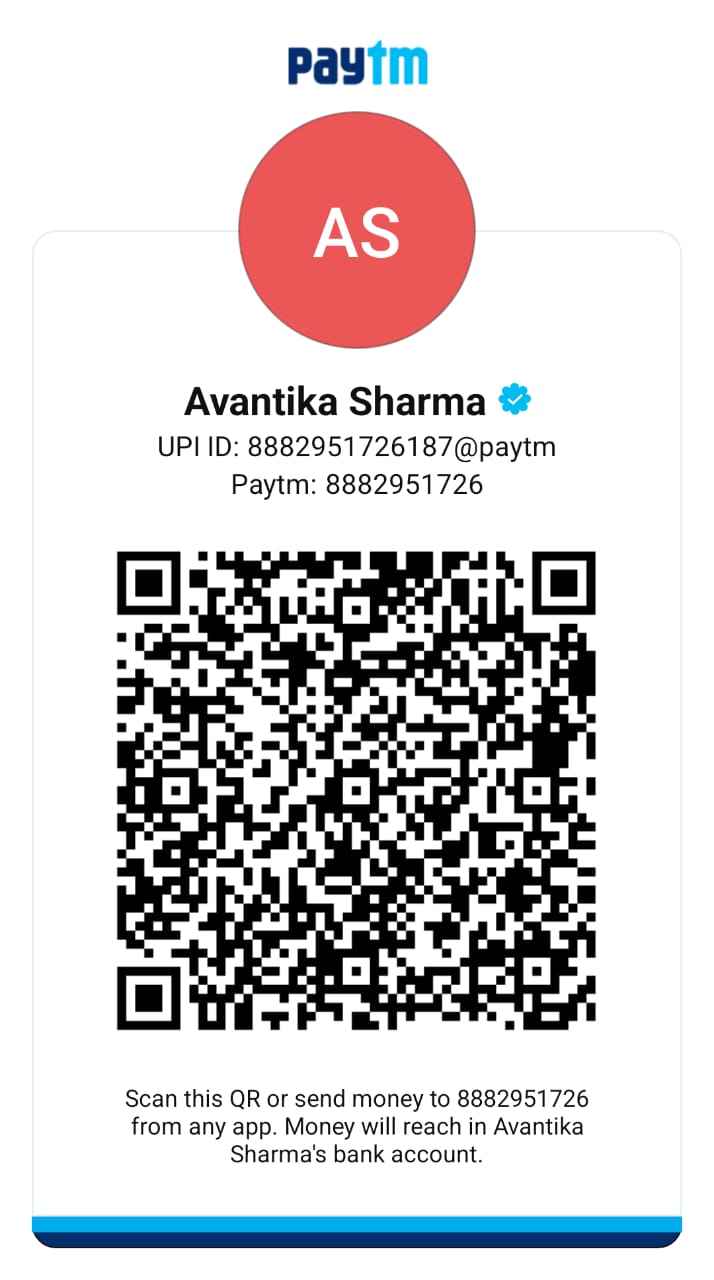 paytm
AS
Avantika Sharma
UPI ID: 8882951726187@paytm
Paytm: 8882951726
Scan this QR or send money to 8882951726
from any app. Money will reach in Avantika
Sharma's bank account.